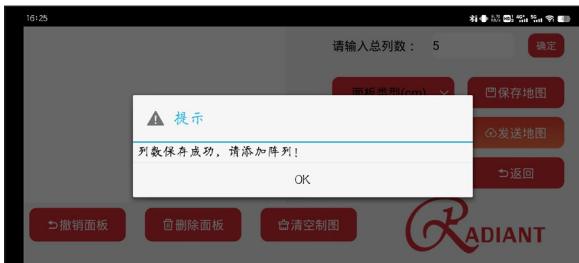 16:25
请输入总列数： 5
确定
面板类型(cm)
保存地图
提示
发送地图
列数保存成功, 请添加阵列!
OK
返回
撤销面板
删除面板
清空制图
RADIANT